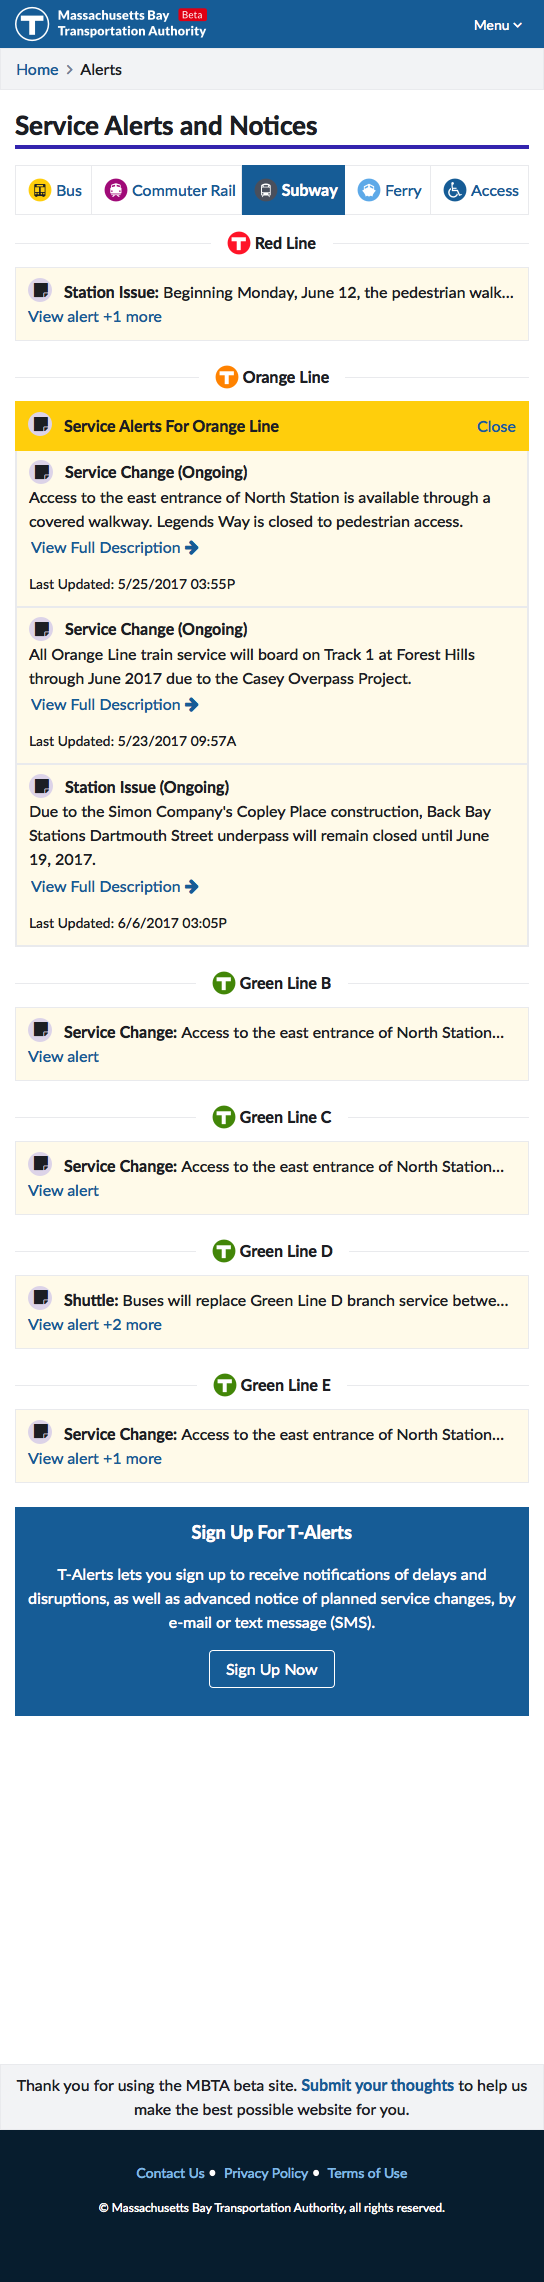 Massachusetts Bay Beta
Transportation Authority
Menu
Home > Alerts
Service Alerts and Notices
Bus Commuter Rail Subway Ferry Access
T Red Line
Station Issue: Beginning Monday, June 12, the pedestrian walk...
View alert +1 more
T Orange Line
Service Alerts For Orange Line Close
Service Change (Ongoing)
Access to the east entrance of North Station is available through a
covered walkway. Legends Way is closed to pedestrian access.
View Full Description
Last Updated: 5/25/2017 03:55P
Service Change (Ongoing)
All Orange Line train service will board on Track 1 at Forest Hills
through June 2017 due to the Casey Overpass Project.
View Full Description
Last Updated: 5/23/2017 09:57A
Station Issue (Ongoing)
Due to the Simon Company's Copley Place construction, Back Bay
Stations Dartmouth Street underpass will remain closed until June
19, 2017.
View Full Description
Last Updated: 6/6/2017 03:05P
T Green Line B
Service Change: Access to the east entrance of North Station...
View alert
T Green Line C
Service Change: Access to the east entrance of North Station...
View alert
T Green Line D
Shuttle: Buses will replace Green Line D branch service betwe...
View alert +2 more
T Green Line E
Service Change: Access to the east entrance of North Station...
View alert +1 more
Sign Up For T-Alerts
T-Alerts lets you sign up to receive notifications of delays and
disruptions, as well as advanced notice of planned service changes, by
e-mail or text message (SMS).
Sign Up Now
Thank you for using the MBTA beta site. Submit your thoughts to help us
make the best possible website for you.
Contact Us • Privacy Policy • Terms of Use
© Massachusetts Bay Transportation Authority, all rights reserved.